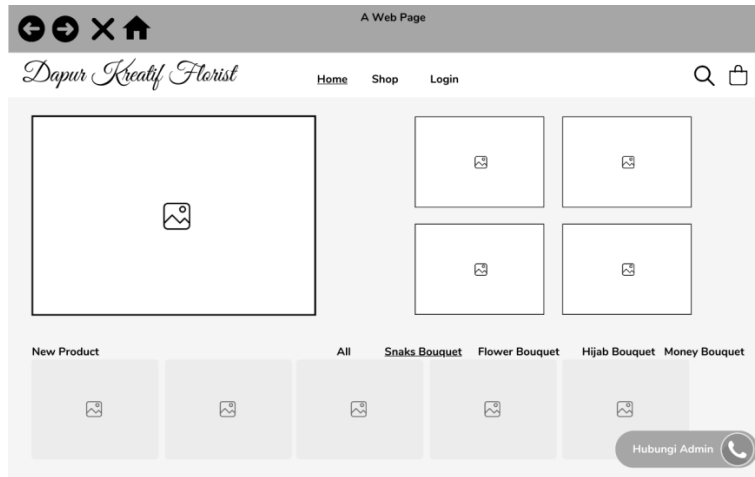 A Web Page
Dapur Kreatif Florist Home Shop Login
New Product All Snaks Bouquet Flower Bouquet Hijab Bouquet Money Bouquet
Hubungi Admin